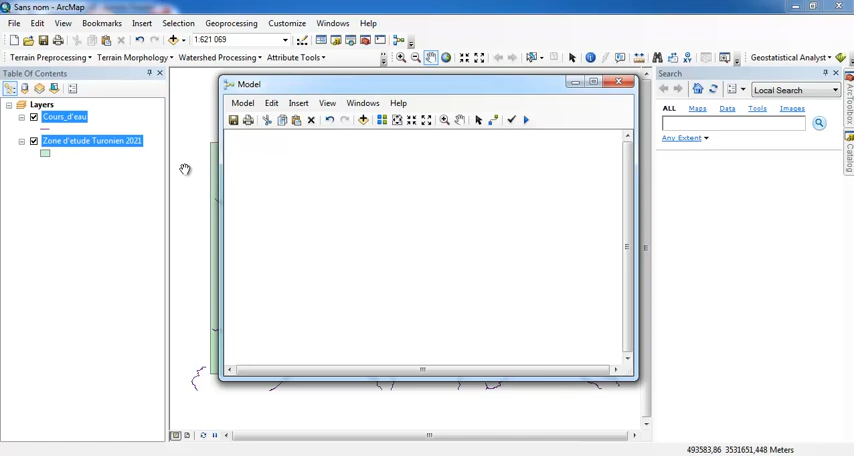 Sans nom - ArcMap
File Edit View Bookmarks Insert Selection Geoprocessing Customize Windows Help
1:621 069
Terrain Preprocessing Terrain Morphology Watershed Processing Attribute Tools Geostatistical Analyst
Table Of Contents
Layers
Cours_d'eau
Zone d'etude Turonien 2021
Model
Model Edit Insert View Windows Help
Search
Local Search
ALL Maps Data Tools Images
Any Extent
ArcToolbox
Catalog
493583,86 3531651,448 Meters